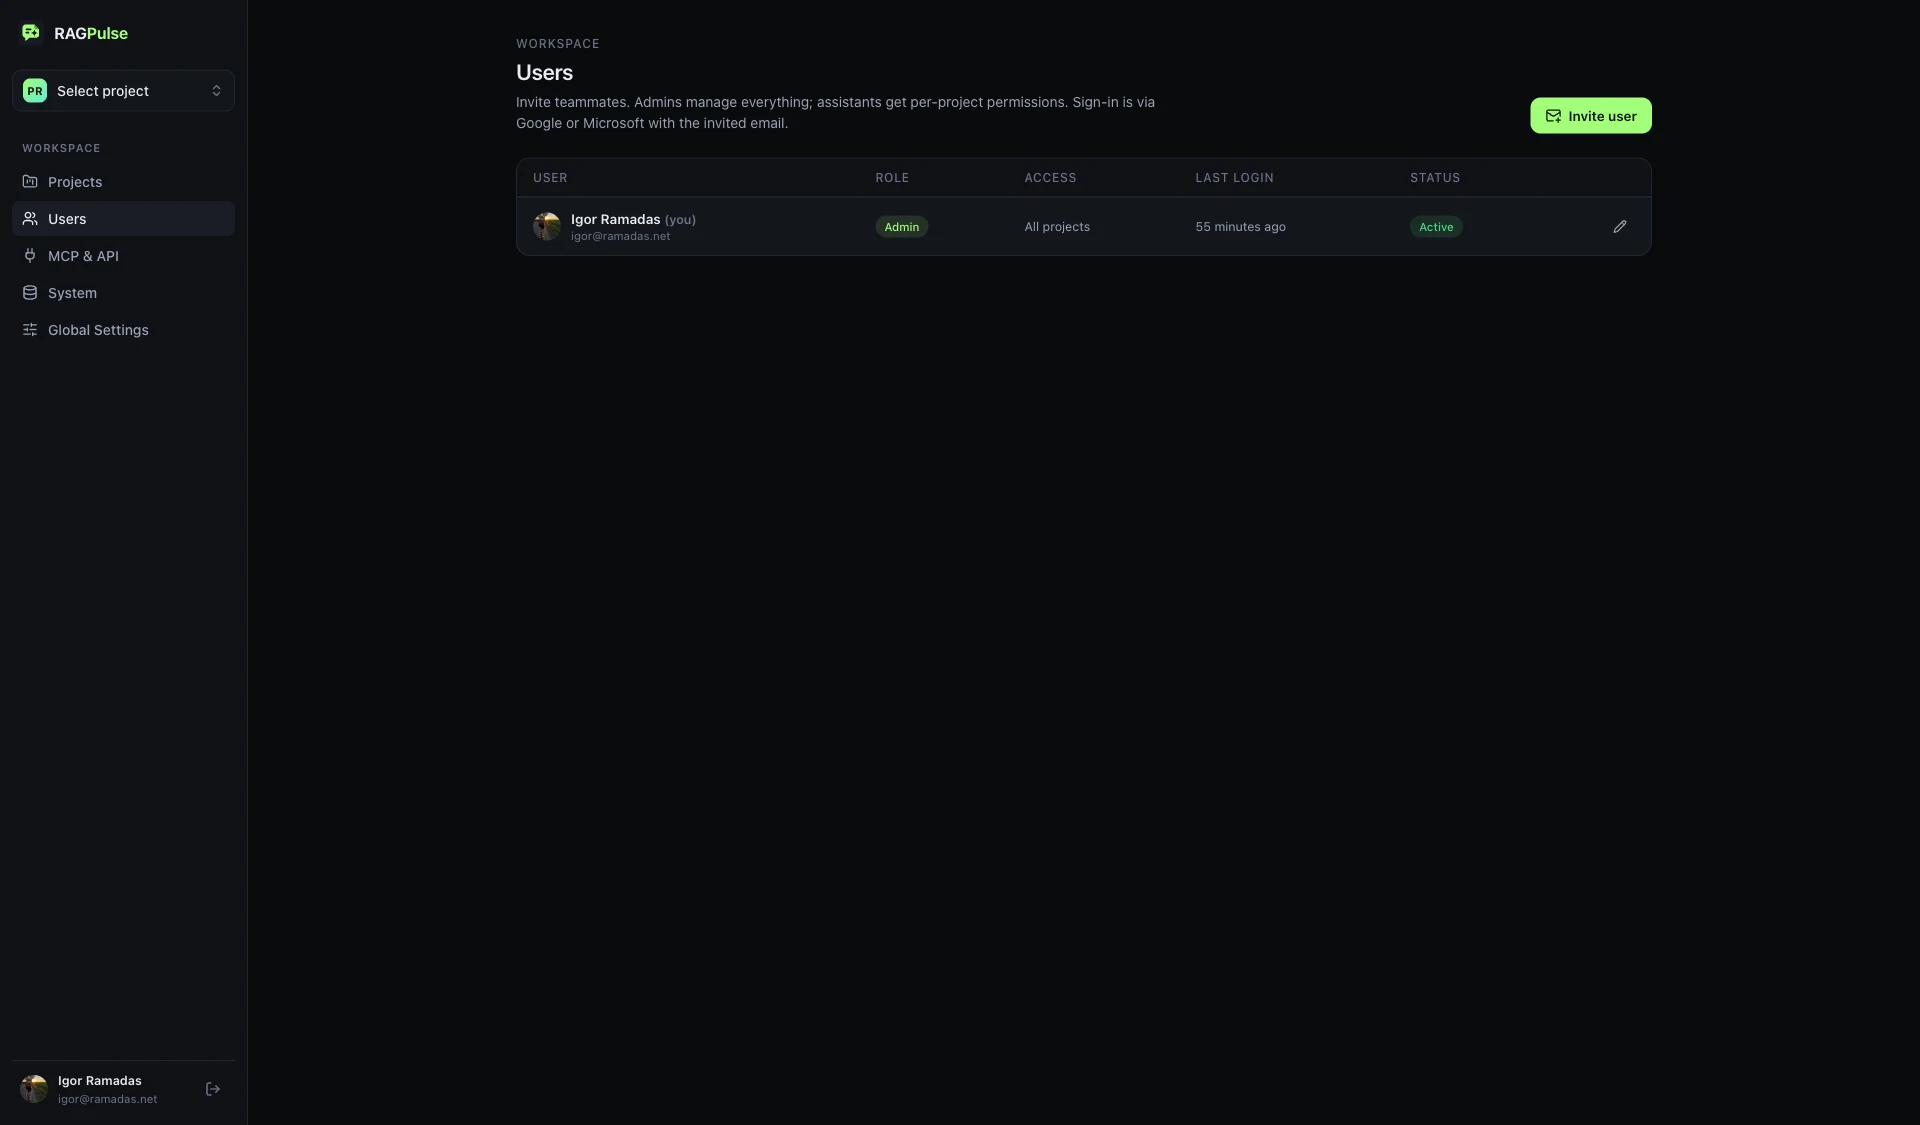 RAGPulse
PR Select project
WORKSPACE
Projects
Users
MCP & API
System
Global Settings
Igor Ramadas
igor@ramadas.net
WORKSPACE
Users
Invite teammates. Admins manage everything; assistants get per-project permissions. Sign-in is via
Google or Microsoft with the invited email.
Invite user
USER ROLE ACCESS LAST LOGIN STATUS
Igor Ramadas (you)
igor@ramadas.net
Admin All projects 55 minutes ago Active